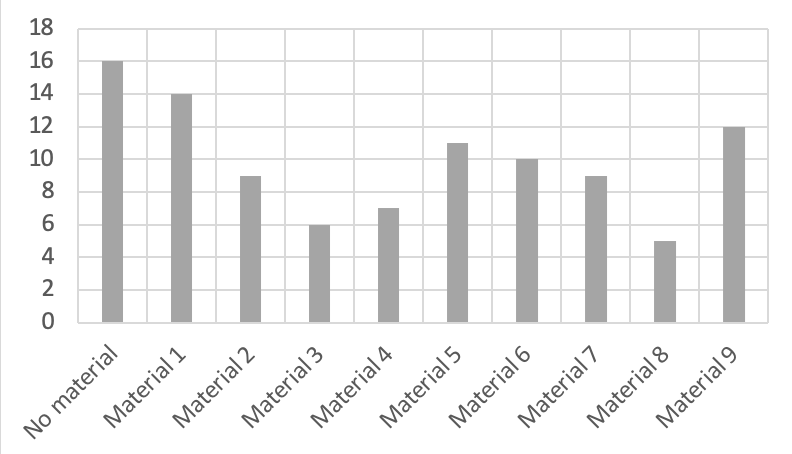 18
16
14
12
10
8
6
4
2
0
No material
Material 1
Material 2
Material 3
Material 4
Material 5
Material 6
Material 7
Material 8
Material 9